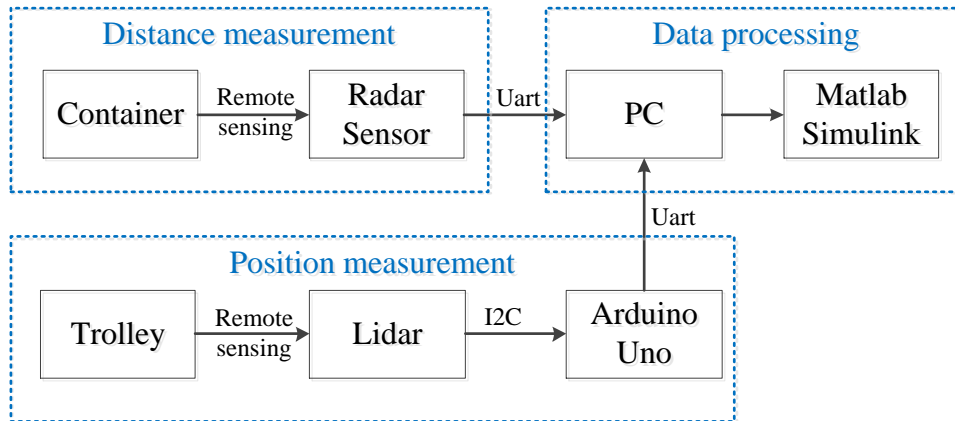 Distance measurement
Container
Remote
sensing
Radar
Sensor
Uart
Data processing
PC
Matlab
Simulink
Uart
Position measurement
Trolley
Remote
sensing
Lidar
I2C
Arduino
Uno